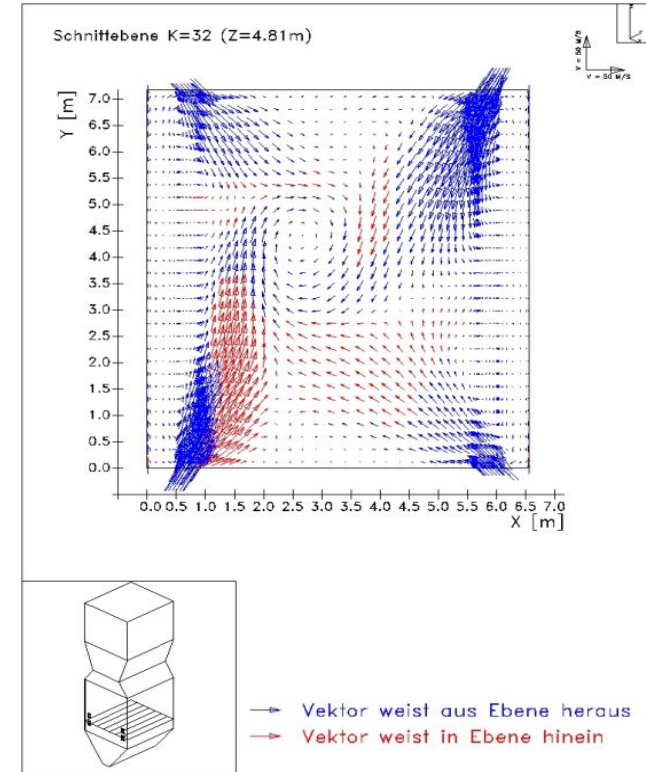 Schnittebene K=32 (Z=4.81m)
V = 50 M/S
V = 50 M/S
Y [m]
7.0
6.5
6.0
5.5
5.0
4.5
4.0
3.5
3.0
2.5
2.0
1.5
1.0
0.5
0.0
0.0 0.5 1.0 1.5 2.0 2.5 3.0 3.5 4.0 4.5 5.0 5.5 6.0 6.5 7.0
X [m]
Vektor weist aus Ebene heraus
Vektor weist in Ebene hinein